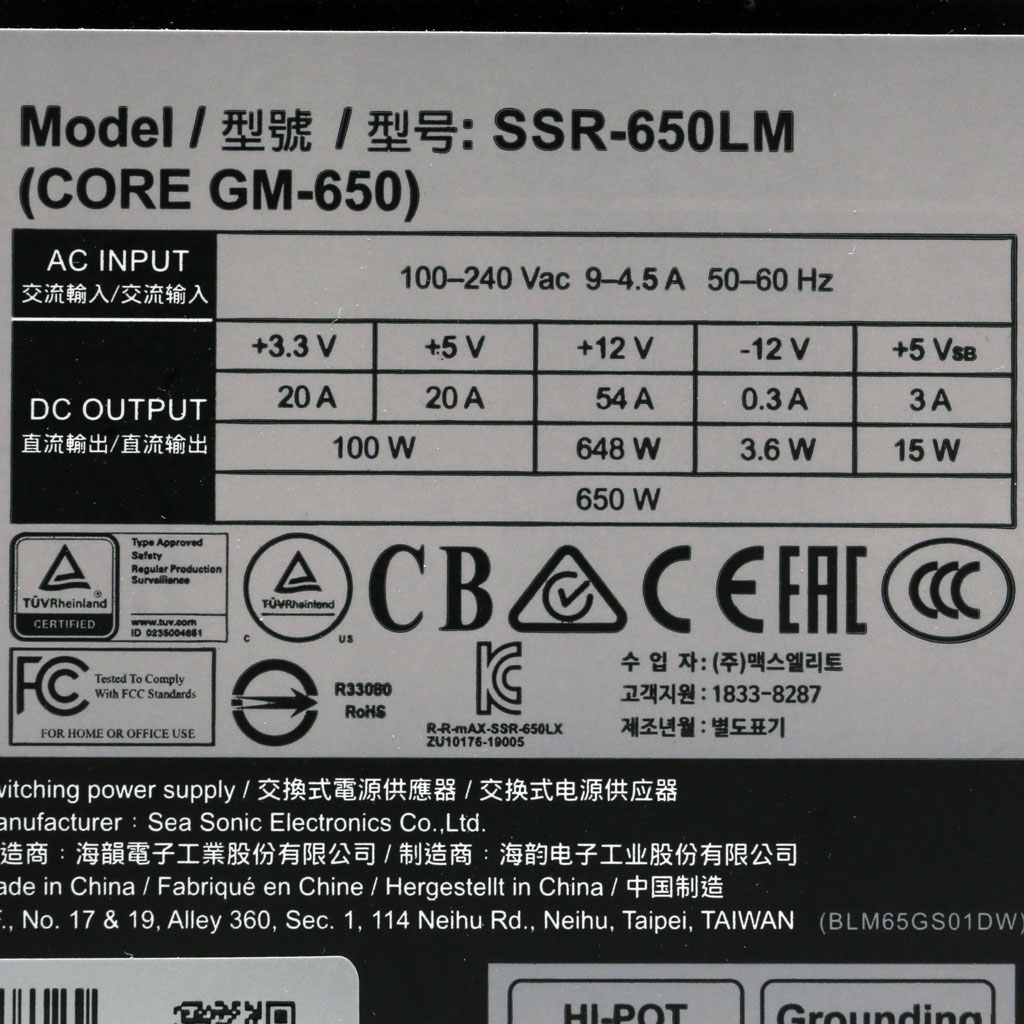 Model / 型號 / 型号: SSR-650LM
(CORE GM-650)
AC INPUT
交流輸入/交流输入
100–240 Vac 9–4.5 A 50–60 Hz
DC OUTPUT
直流輸出/直流输出
+3.3 V +5 V +12 V -12 V +5 VSB
20 A 20 A 54 A 0.3 A 3 A
100 W 648 W 3.6 W 15 W
650 W
TÜVRheinland®
CERTIFIED
Type Approved
Safety
Regular Production
Surveillance
www.tuv.com
ID 0235004651
TÜVRheinland
C US
CB
CE
EAC
CCC
FC
Tested To Comply
With FCC Standards
FOR HOME OR OFFICE USE
R33060
RoHS
R-R-mAX-SSR-650LX
ZU10176-19005
수 입 자: (주)맥스엘리트
고객지원 : 1833-8287
제조년월 : 별도표기
witching power supply / 交換式電源供應器 / 交换式电源供应器
anufacturer : Sea Sonic Electronics Co.,Ltd.
造商 : 海韻電子工業股份有限公司 / 制造商 : 海韵电子工业股份有限公司
ade in China / Fabriqué en Chine / Hergestellt in China / 中国制造
F., No. 17 & 19, Alley 360, Sec. 1, 114 Neihu Rd., Neihu, Taipei, TAIWAN (BLM65GS01DW)
HI-POT
Grounding